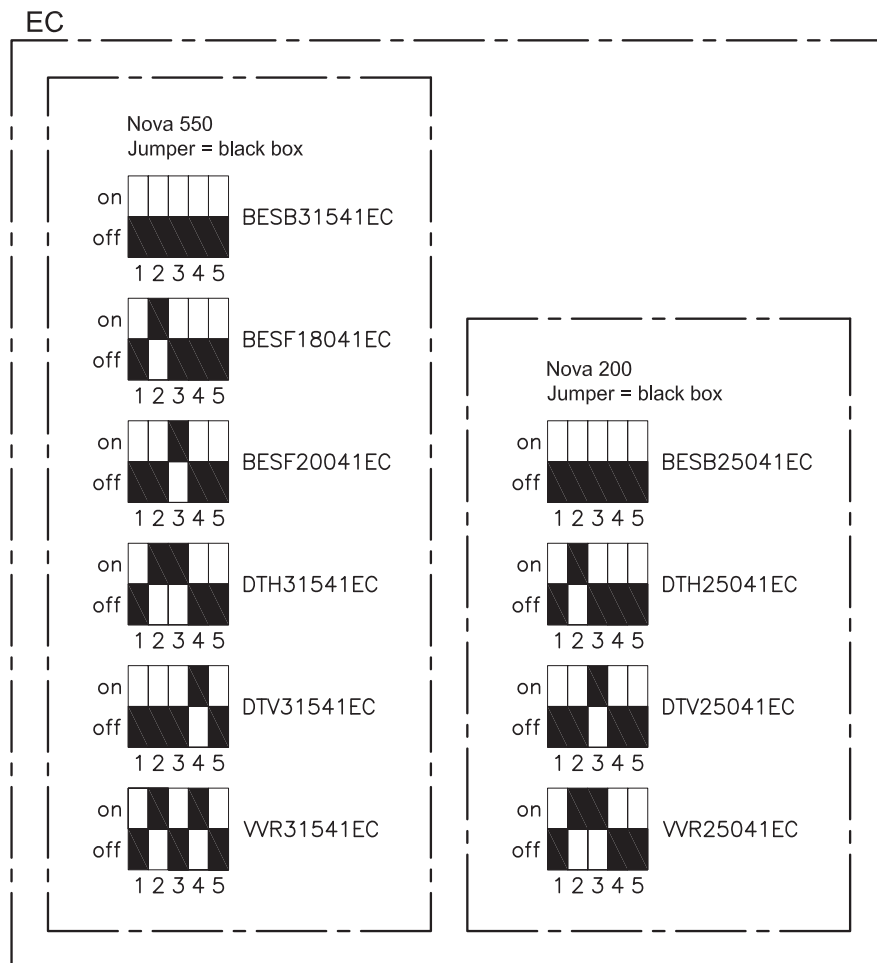 EC
Nova 550
Jumper = black box
on
off
BESB31541EC
1 2 3 4 5
on
off
BESF18041EC
1 2 3 4 5
on
off
BESF20041EC
1 2 3 4 5
on
off
DTH31541EC
1 2 3 4 5
on
off
DTV31541EC
1 2 3 4 5
on
off
VVR31541EC
1 2 3 4 5
Nova 200
Jumper = black box
on
off
BESB25041EC
1 2 3 4 5
on
off
DTH25041EC
1 2 3 4 5
on
off
DTV25041EC
1 2 3 4 5
on
off
VVR25041EC
1 2 3 4 5